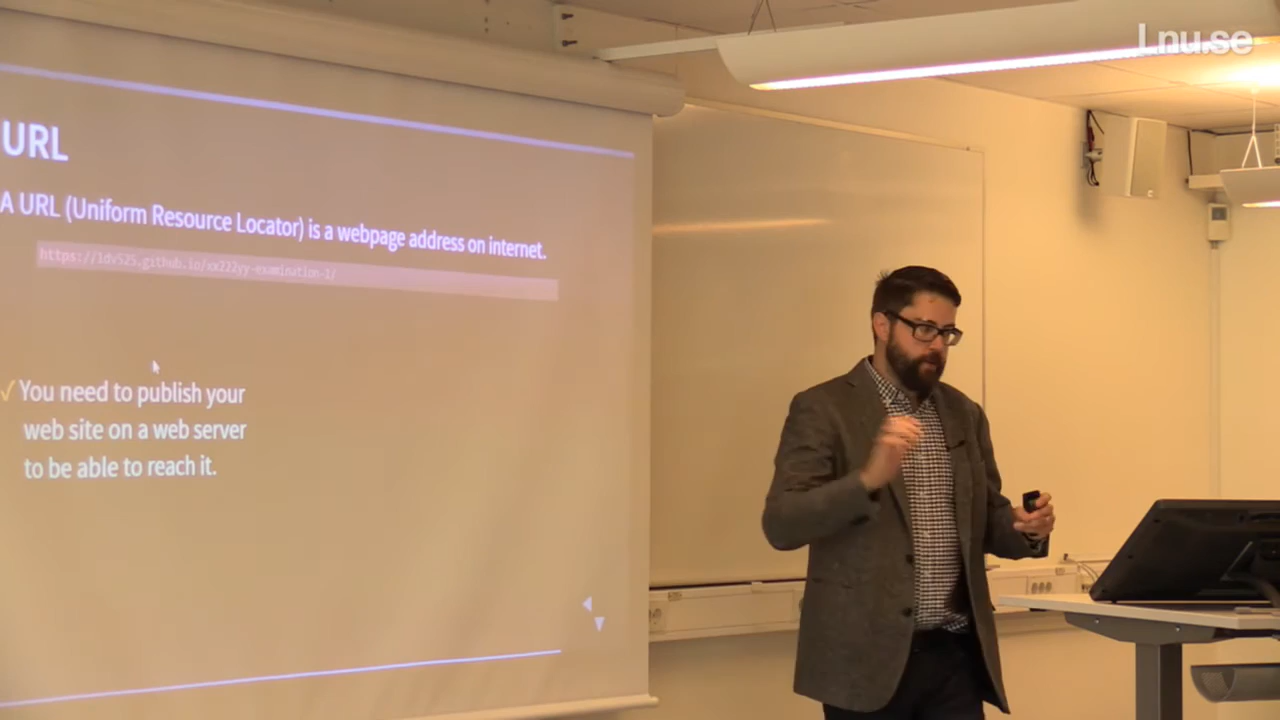 Lnu.se
URL
A URL (Uniform Resource Locator) is a webpage address on internet.
https://1dv525.github.io/xx222yy-examination-1/
✓ You need to publish your
web site on a web server
to be able to reach it.